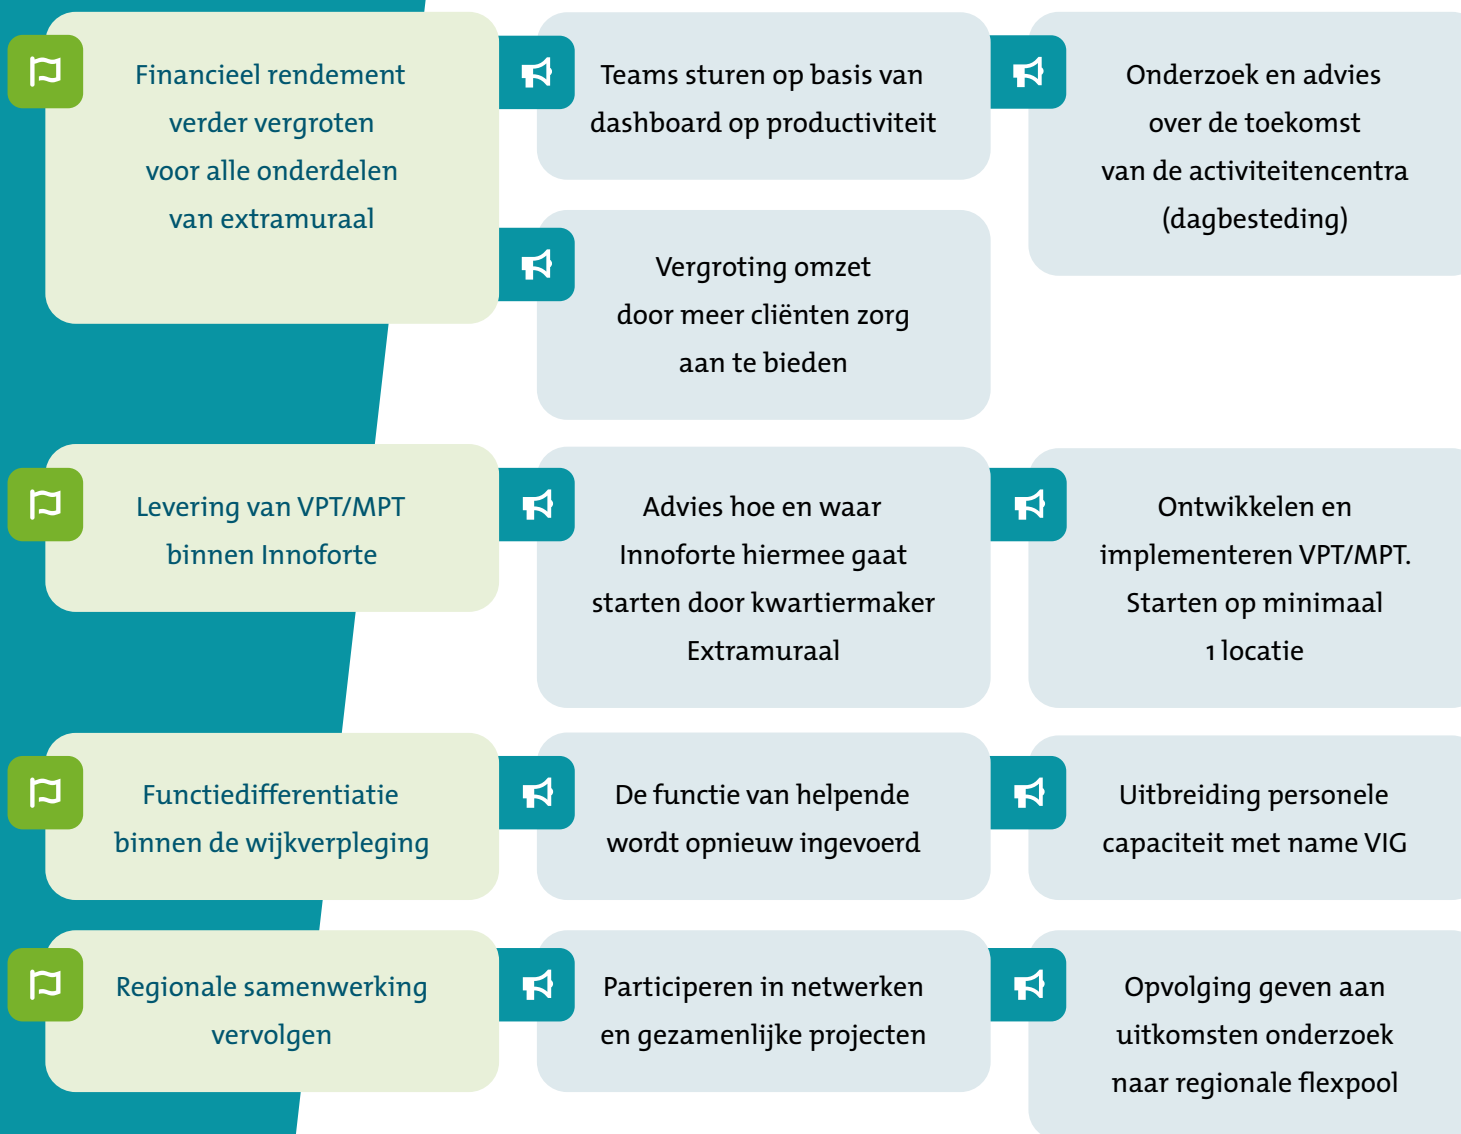 Financieel rendement
verder vergroten
voor alle onderdelen
van extramuraal
Teams sturen op basis van
dashboard op productiviteit
Onderzoek en advies
over de toekomst
van de activiteitencentra
(dagbesteding)
Vergroting omzet
door meer cliënten zorg
aan te bieden
Levering van VPT/MPT
binnen Innoforte
Advies hoe en waar
Innoforte hiermee gaat
starten door kwartiermaker
Extramuraal
Ontwikkelen en
implementeren VPT/MPT.
Starten op minimaal
1 locatie
Functiedifferentiatie
binnen de wijkverpleging
De functie van helpende
wordt opnieuw ingevoerd
Uitbreiding personele
capaciteit met name VIG
Regionale samenwerking
vervolgen
Participeren in netwerken
en gezamenlijke projecten
Opvolging geven aan
uitkomsten onderzoek
naar regionale flexpool